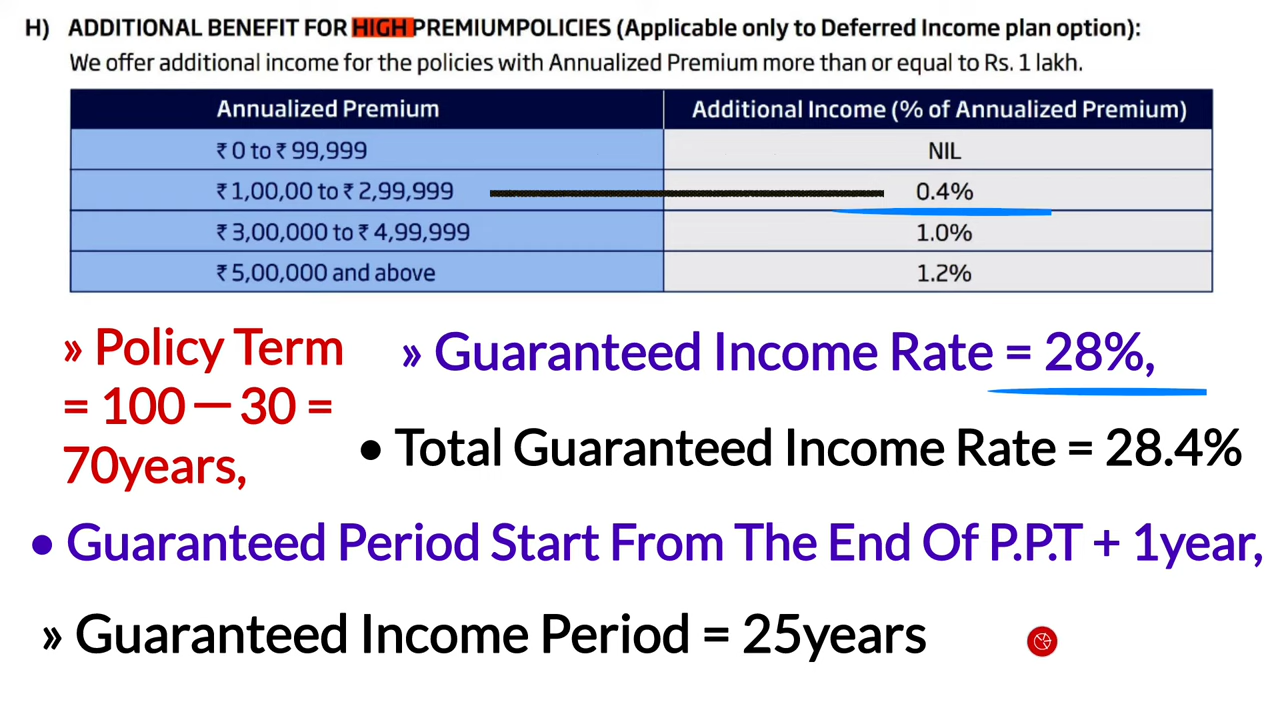 H) ADDITIONAL BENEFIT FOR HIGH PREMIUMPOLICIES (Applicable only to Deferred Income plan option):
We offer additional income for the policies with Annualized Premium more than or equal to Rs. 1 lakh.
Annualized Premium Additional Income (% of Annualized Premium)
₹ 0 to ₹ 99,999 NIL
₹ 1,00,00 to ₹ 2,99,999 0.4%
₹ 3,00,000 to ₹ 4,99,999 1.0%
₹ 5,00,000 and above 1.2%
» Policy Term
= 100 — 30 =
70years,
» Guaranteed Income Rate = 28%,
• Total Guaranteed Income Rate = 28.4%
• Guaranteed Period Start From The End Of P.P.T + 1year,
» Guaranteed Income Period = 25years